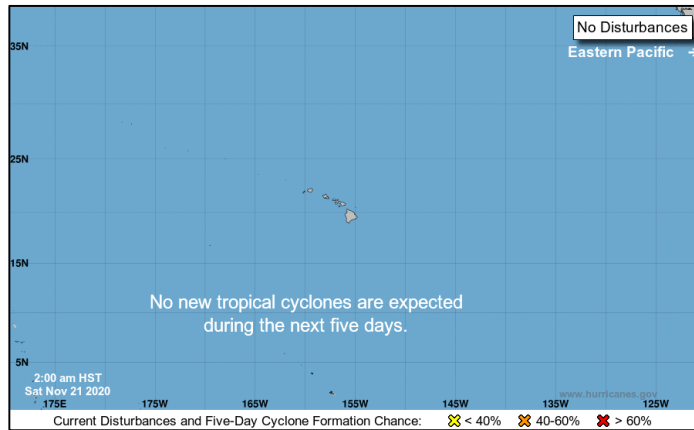 No Disturbances
35N
Eastern Pacific →
25N
15N
No new tropical cyclones are expected
during the next five days.
5N
2:00 am HST
Sat Nov 21 2020
www.hurricanes.gov
175E 175W 165W 155W 145W 135W 125W
Current Disturbances and Five-Day Cyclone Formation Chance: < 40% 40-60% > 60%